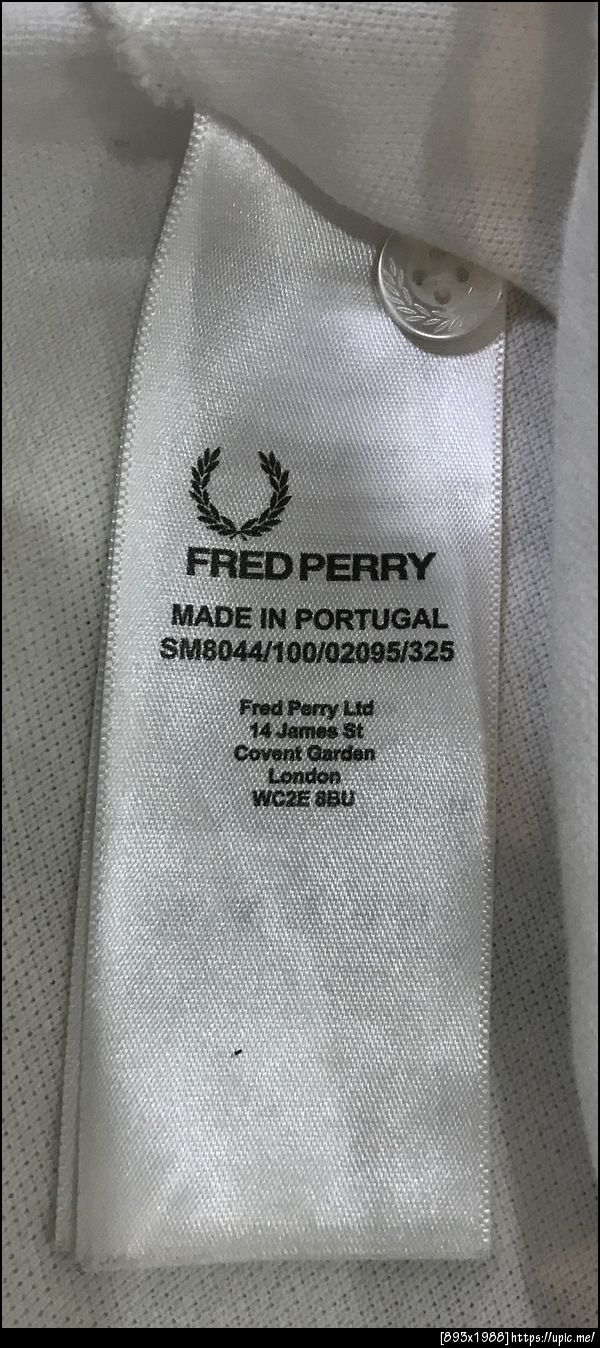 FRED PERRY
MADE IN PORTUGAL
SM8044/100/02095/325
Fred Perry Ltd
14 James St
Covent Garden
London
WC2E 8BU
[893x1988]https://upic.me/